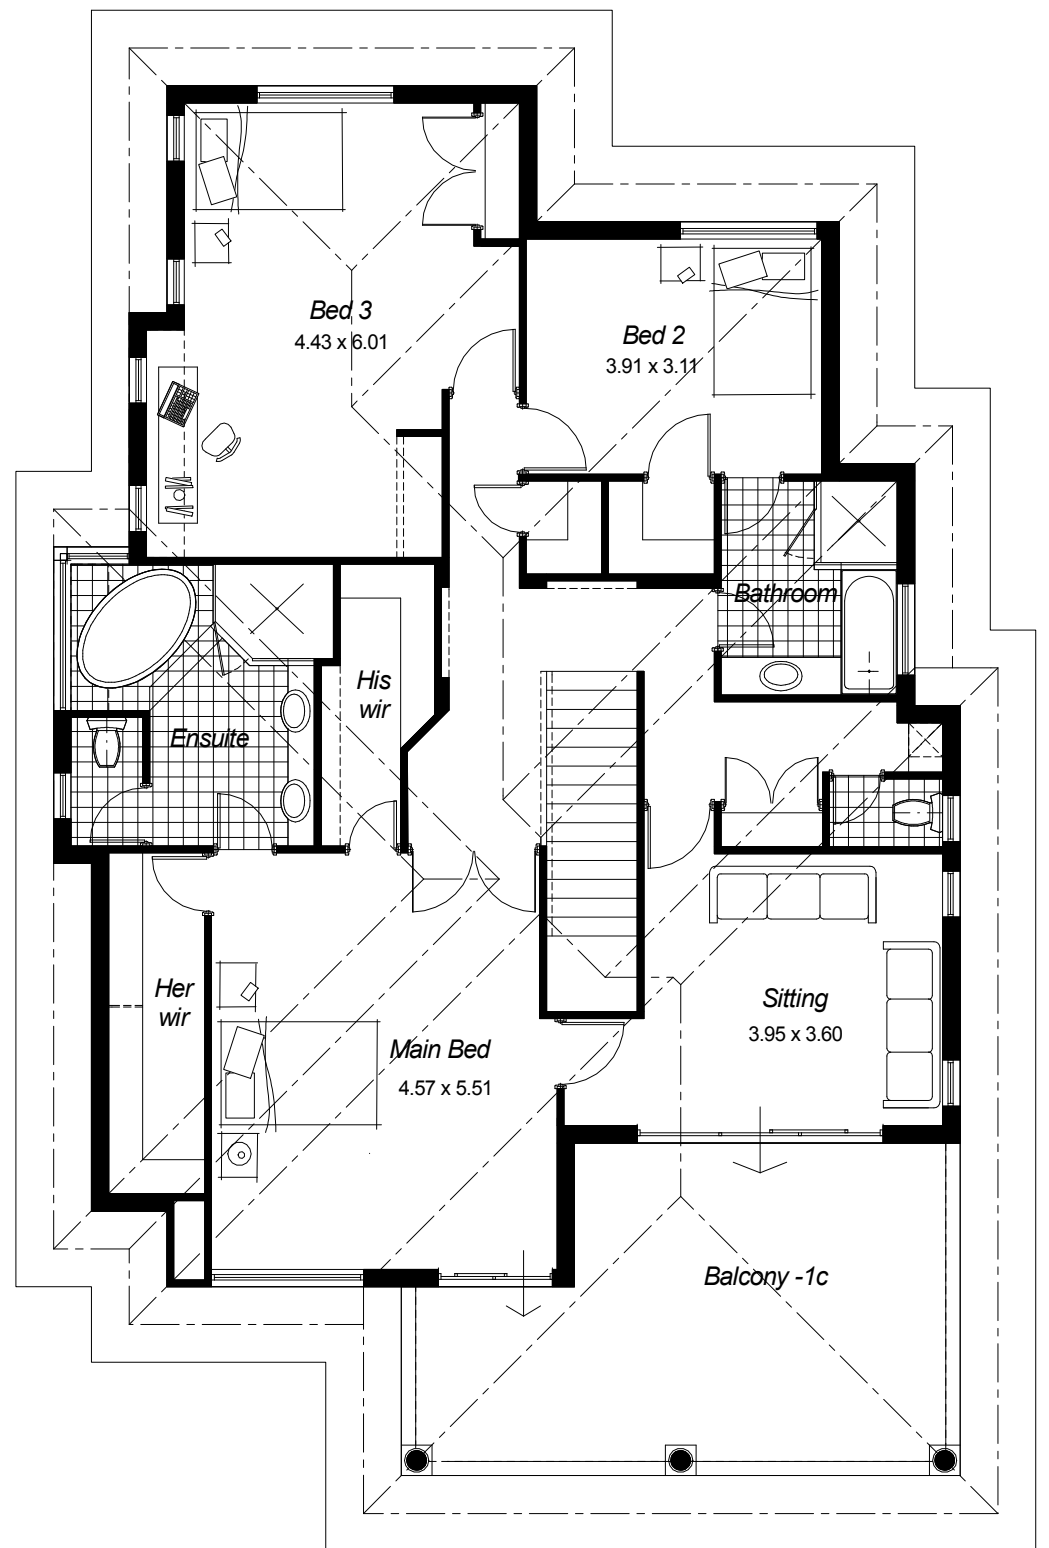 Bed 3
4.43 x 6.01
Bed 2
3.91 x 3.11
Bathroom
His
wir
Ensuite
Her
wir
Main Bed
4.57 x 5.51
Sitting
3.95 x 3.60
Balcony -1c